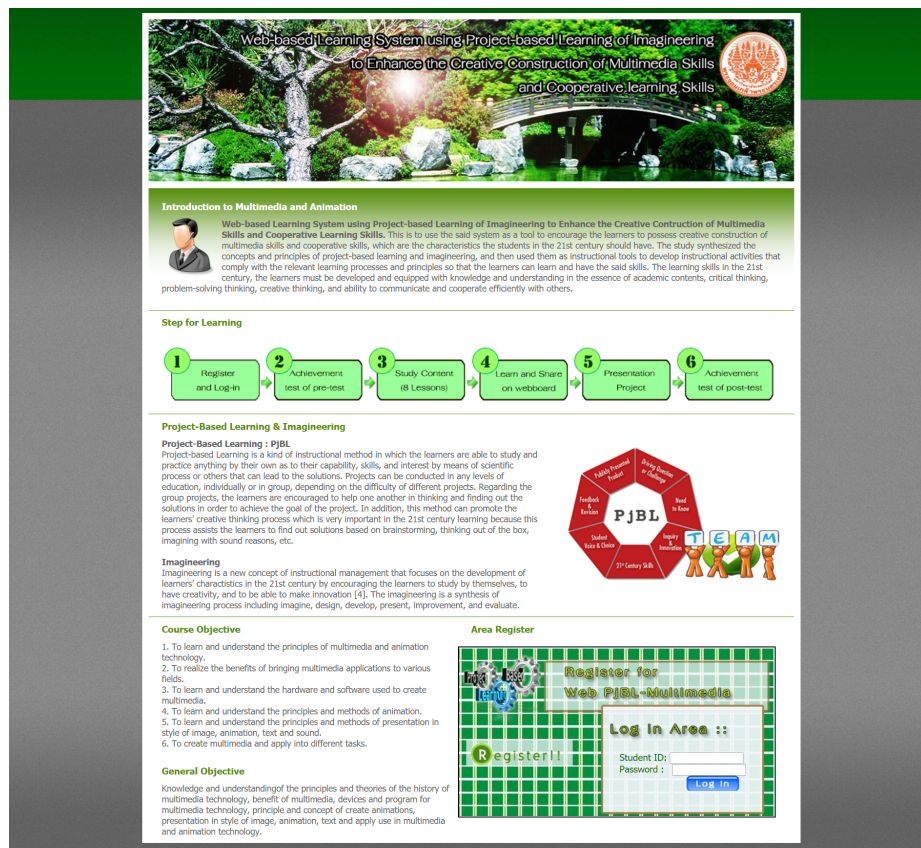 Web-based Learning System using Project-based Learning of Imagineering
to Enhance the Creative Construction of Multimedia Skills
and Cooperative learning Skills
Introduction to Multimedia and Animation
Web-based Learning System using Project-based Learning of Imagineering to Enhance the Creative Contruction of Multimedia
Skills and Cooperative Learning Skills. This is to use the said system as a tool to encourage the learners to possess creative construction of
multimedia skills and cooperative skills, which are the characteristics the students in the 21st century should have. The study synthesized the
concepts and principles of project-based learning and imagineering, and then used them as instructional tools to develop instructional activities that
comply with the relevant learning processes and principles so that the learners can learn and have the said skills. The learning skills in the 21st
century, the learners must be developed and equipped with knowledge and understanding in the essence of academic contents, critical thinking,
problem-solving thinking, creative thinking, and ability to communicate and cooperate efficiently with others.
Step for Learning
1
Register
and Log-in
2
Achievement
test of pre-test
3
Study Content
(8 Lessons)
4
Learn and Share
on webboard
5
Presentation
Project
6
Achievement
test of post-test
Project-Based Learning & Imagineering
Project-Based Learning : PjBL
Project-based Learning is a kind of instructional method in which the learners are able to study and
practice anything by their own as to their capability, skills, and interest by means of scientific
process or others that can lead to the solutions. Projects can be conducted in any levels of
education, individually or in group, depending on the difficulty of different projects. Regarding the
group projects, the learners are encouraged to help one another in thinking and finding out the
solutions in order to achieve the goal of the project. In addition, this method can promote the
learners' creative thinking process which is very important in the 21st century learning because this
process assists the learners to find out solutions based on brainstorming, thinking out of the box,
imagining with sound reasons, etc.
Imagineering
Imagineering is a new concept of instructional management that focuses on the development of
learners' charactistics in the 21st century by encouraging the learners to study by themselves, to
have creativity, and to be able to make innovation [4]. The imagineering is a synthesis of
imagineering process including imagine, design, develop, present, improvement, and evaluate.
Publicly Presented
Product
Driving Question
or Challenge
Feedback
&
Revision
PjBL
Need
to Know
Student
Voice & Choice
Inquiry
&
Innovation
21st Century Skills
TEAM
Course Objective
1. To learn and understand the principles of multimedia and animation
technology.
2. To realize the benefits of bringing multimedia applications to various
fields.
3. To learn and understand the hardware and software used to create
multimedia.
4. To learn and understand the principles and methods of animation.
5. To learn and understand the principles and methods of presentation in
style of image, animation, text and sound.
6. To create multimedia and apply into different tasks.
General Objective
Knowledge and understandingof the principles and theories of the history of
multimedia technology, benefit of multimedia, devices and program for
multimedia technology, principle and concept of create animations,
presentation in style of image, animation, text and apply use in multimedia
and animation technology.
Area Register
Project Based
Learning
Register for
Web PjBL-Multimedia
RegisterIt
Log in Area ::
Student ID:
Password :
Log In